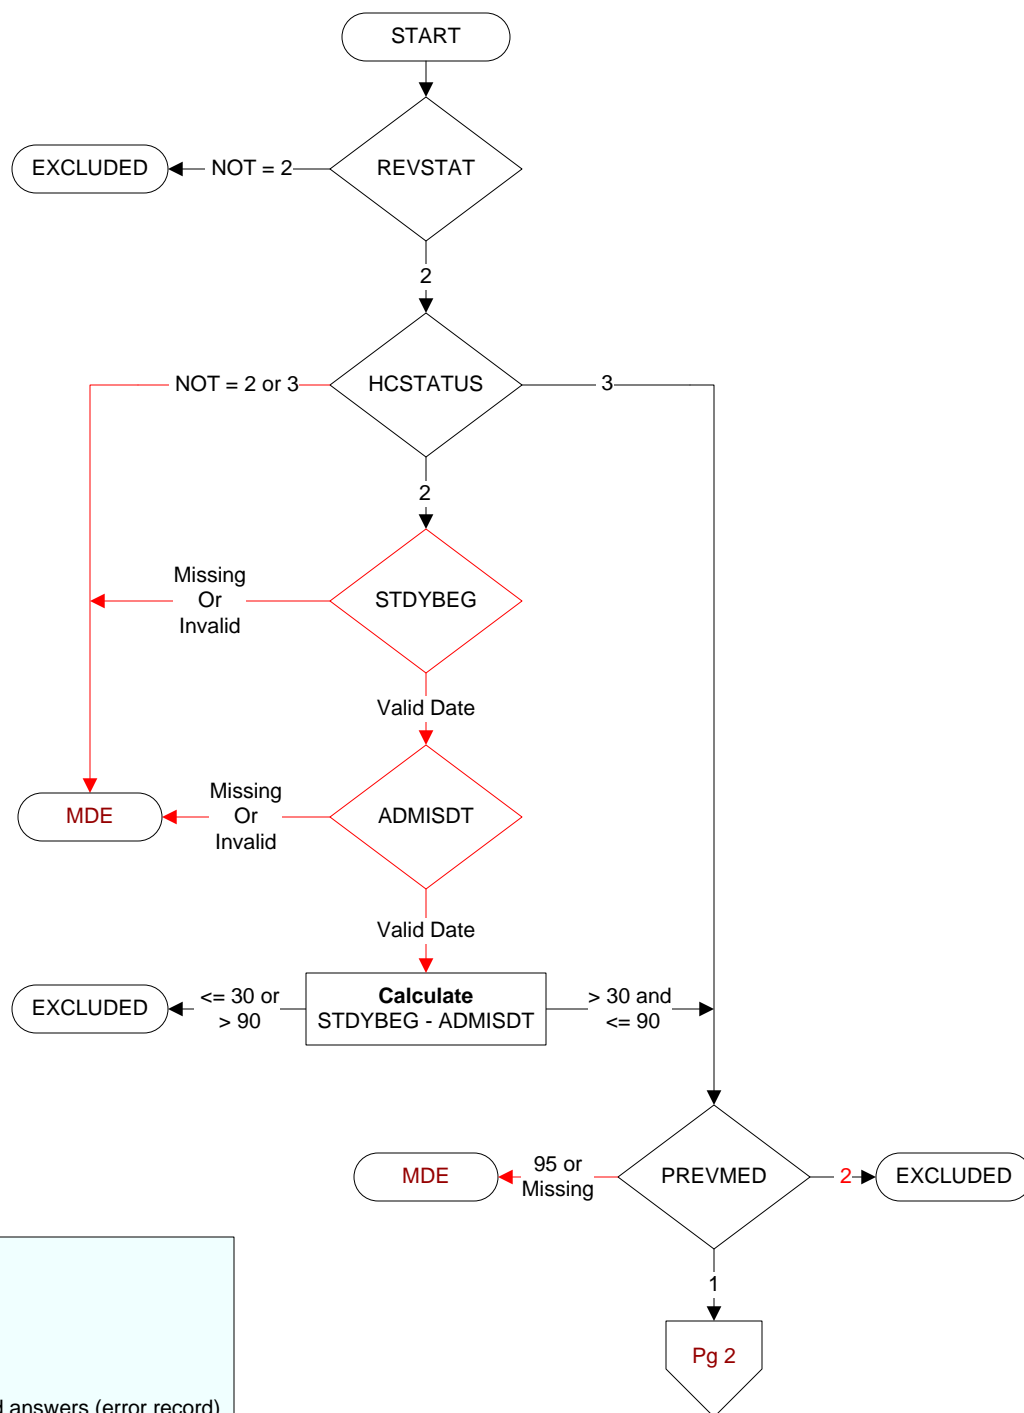 START
REVSTAT
NOT = 2
EXCLUDED
2
HCSTATUS
NOT = 2 or 3
3
2
STDYBEG
Missing
Or
Invalid
Valid Date
ADMISDT
Missing
Or
Invalid
MDE
Valid Date
Calculate
STDYBEG - ADMISDT
<= 30 or
> 90
EXCLUDED
> 30 and
<= 90
PREVMED
95 or
Missing
MDE
2
EXCLUDED
1
Pg 2
answers (error record)